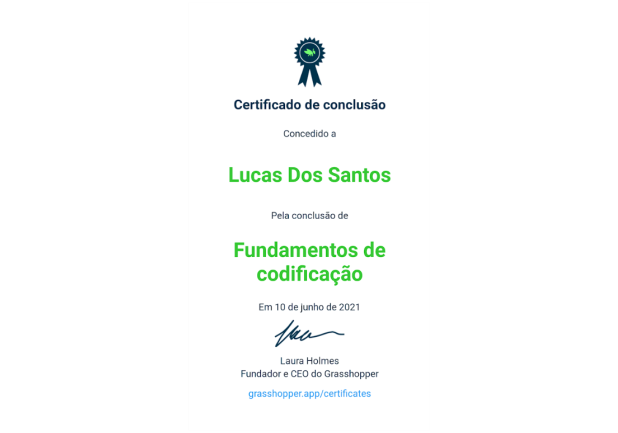 Certificado de conclusão
Concedido a
Lucas Dos Santos
Pela conclusão de
Fundamentos de
codificação
Em 10 de junho de 2021
Laura Holmes
Fundador e CEO do Grasshopper
grasshopper.app/certificates